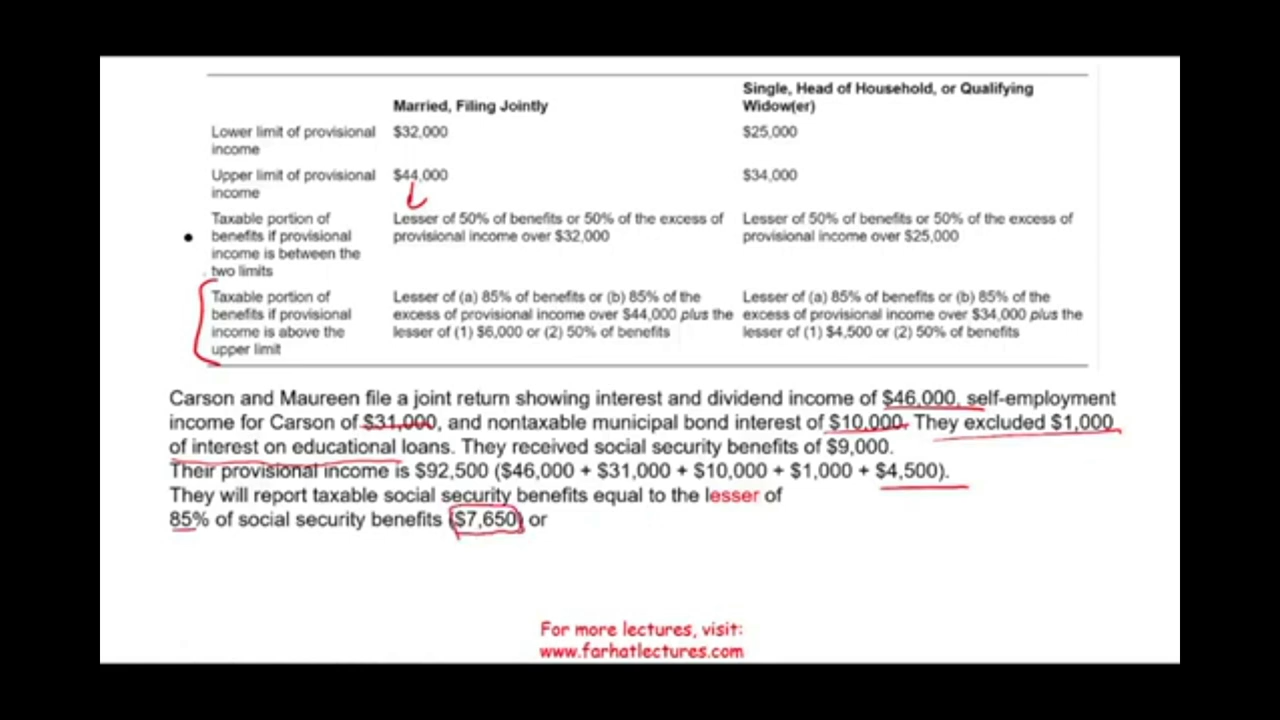 Married, Filing Jointly
Single, Head of Household, or Qualifying
Widow(er)
Lower limit of provisional
income
$32,000
$25,000
Upper limit of provisional
income
$44,000
$34,000
Taxable portion of
benefits if provisional
income is between the
two limits
Lesser of 50% of benefits or 50% of the excess of
provisional income over $32,000
Lesser of 50% of benefits or 50% of the excess of
provisional income over $25,000
Taxable portion of
benefits if provisional
income is above the
upper limit
Lesser of (a) 85% of benefits or (b) 85% of the
excess of provisional income over $44,000 plus the
lesser of (1) $6,000 or (2) 50% of benefits
Lesser of (a) 85% of benefits or (b) 85% of the
excess of provisional income over $34,000 plus the
lesser of (1) $4,500 or (2) 50% of benefits
Carson and Maureen file a joint return showing interest and dividend income of $46,000, self-employment
income for Carson of $31,000, and nontaxable municipal bond interest of $10,000. They excluded $1,000
of interest on educational loans. They received social security benefits of $9,000.
Their provisional income is $92,500 ($46,000 + $31,000 + $10,000 + $1,000 + $4,500).
They will report taxable social security benefits equal to the lesser of
85% of social security benefits ($7,650) or
For more lectures, visit:
www.farhatlectures.com